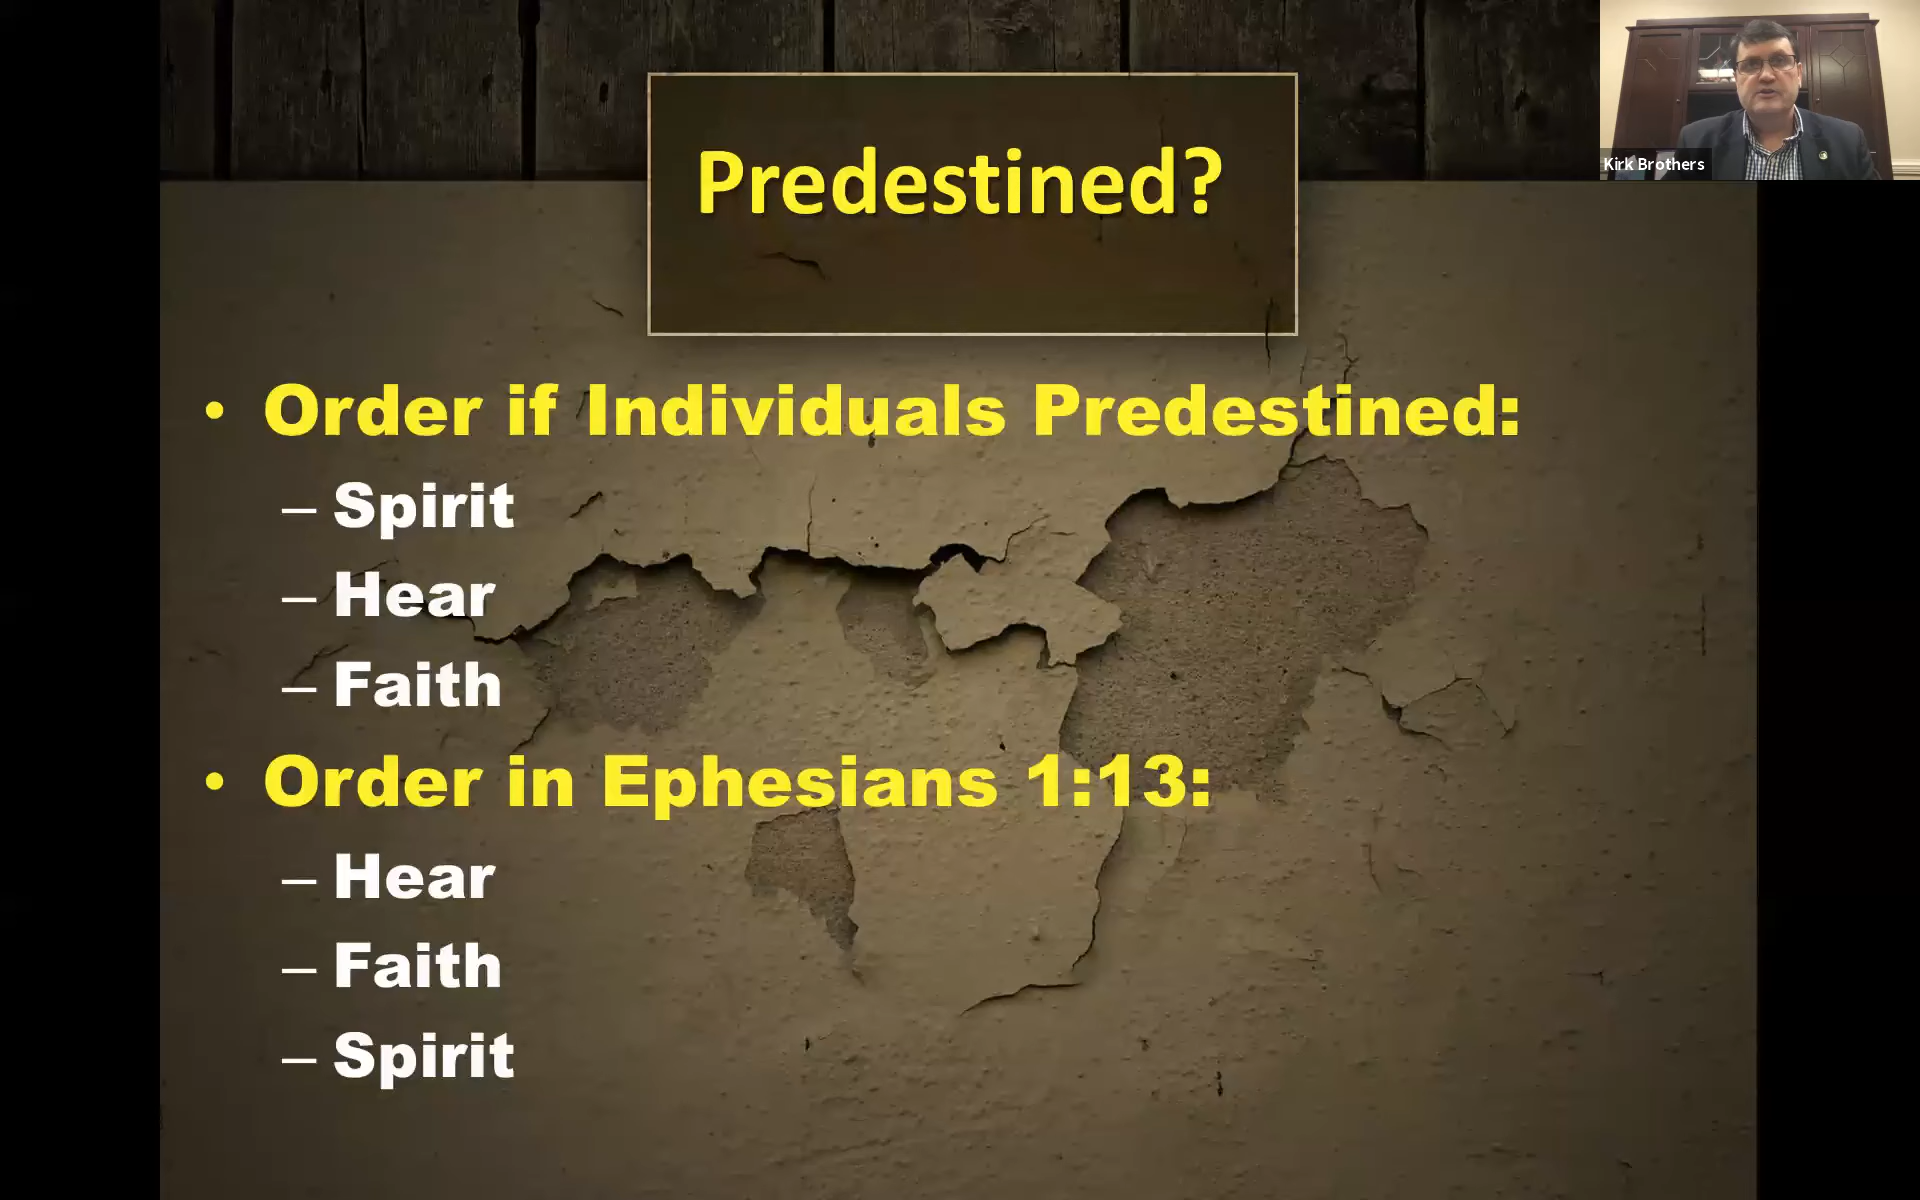 Predestined?
Kirk Brothers
• Order if Individuals Predestined:
– Spirit
– Hear
– Faith
• Order in Ephesians 1:13:
– Hear
– Faith
– Spirit